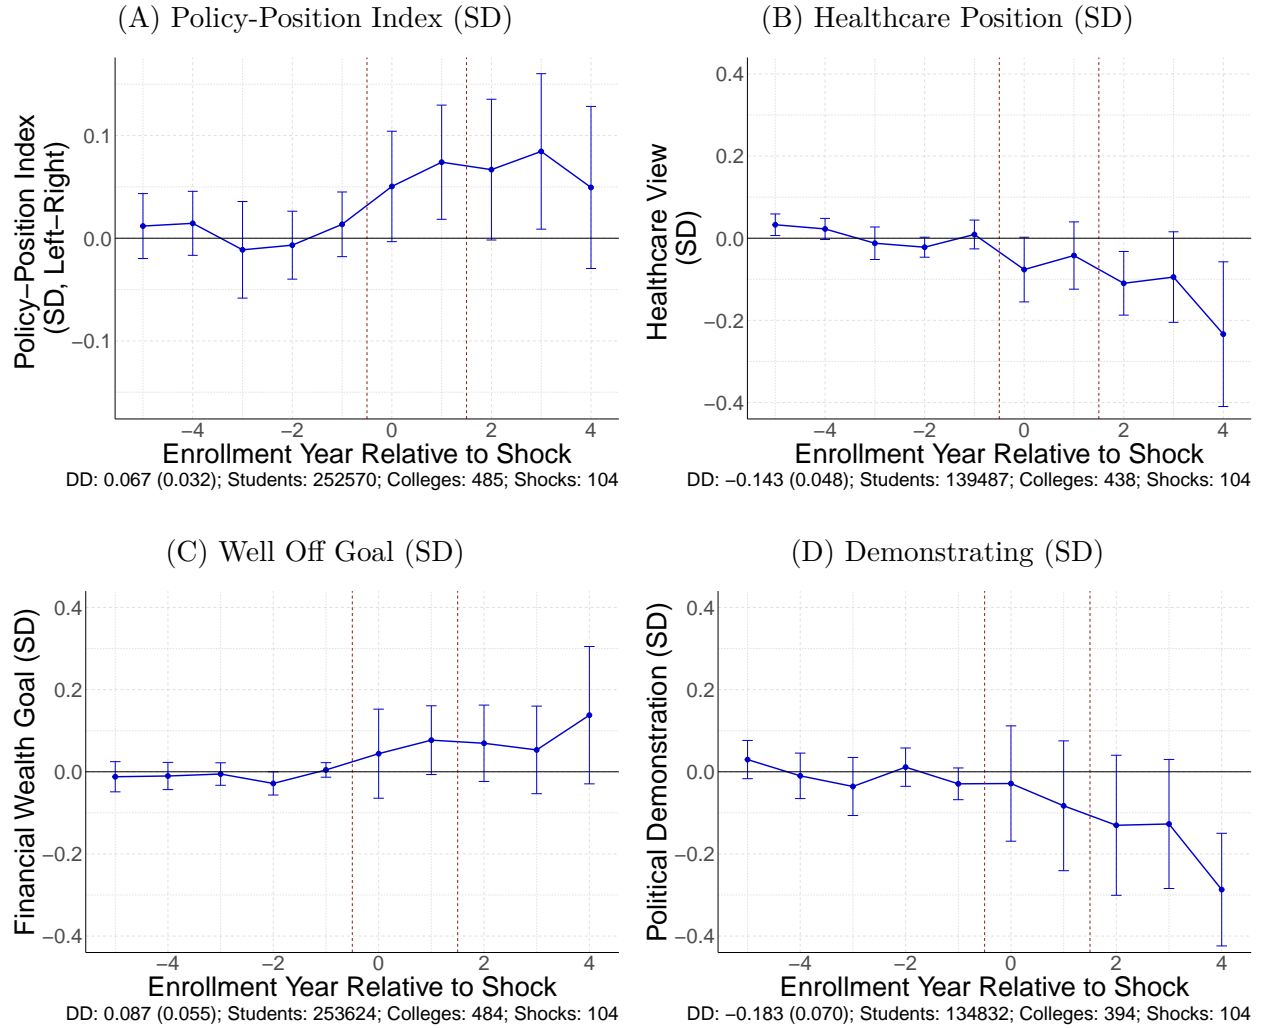 (A) Policy-Position Index (SD)
Policy−Position Index
(SD, Left−Right)
0.1
0.0
−0.1
−4 −2 0 2 4
Enrollment Year Relative to Shock
DD: 0.067 (0.032); Students: 252570; Colleges: 485; Shocks: 104
(B) Healthcare Position (SD)
Healthcare View
(SD)
0.4
0.2
0.0
−0.2
−0.4
−4 −2 0 2 4
Enrollment Year Relative to Shock
DD: −0.143 (0.048); Students: 139487; Colleges: 438; Shocks: 104
(C) Well Off Goal (SD)
Financial Wealth Goal (SD)
0.4
0.2
0.0
−0.2
−0.4
−4 −2 0 2 4
Enrollment Year Relative to Shock
DD: 0.087 (0.055); Students: 253624; Colleges: 484; Shocks: 104
(D) Demonstrating (SD)
Political Demonstration (SD)
0.4
0.2
0.0
−0.2
−0.4
−4 −2 0 2 4
Enrollment Year Relative to Shock
DD: −0.183 (0.070); Students: 134832; Colleges: 394; Shocks: 104